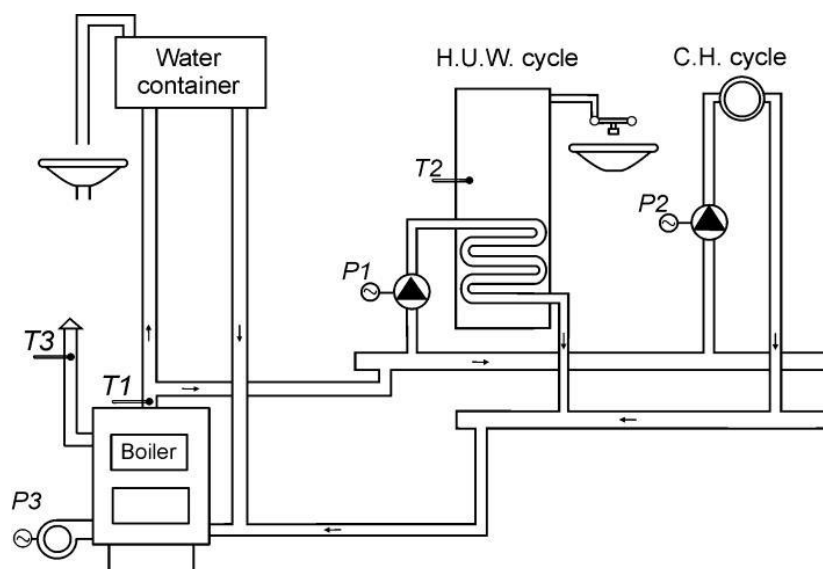 Water
container
H.U.W. cycle
C.H. cycle
T2
P2
P1
T3
T1
Boiler
P3